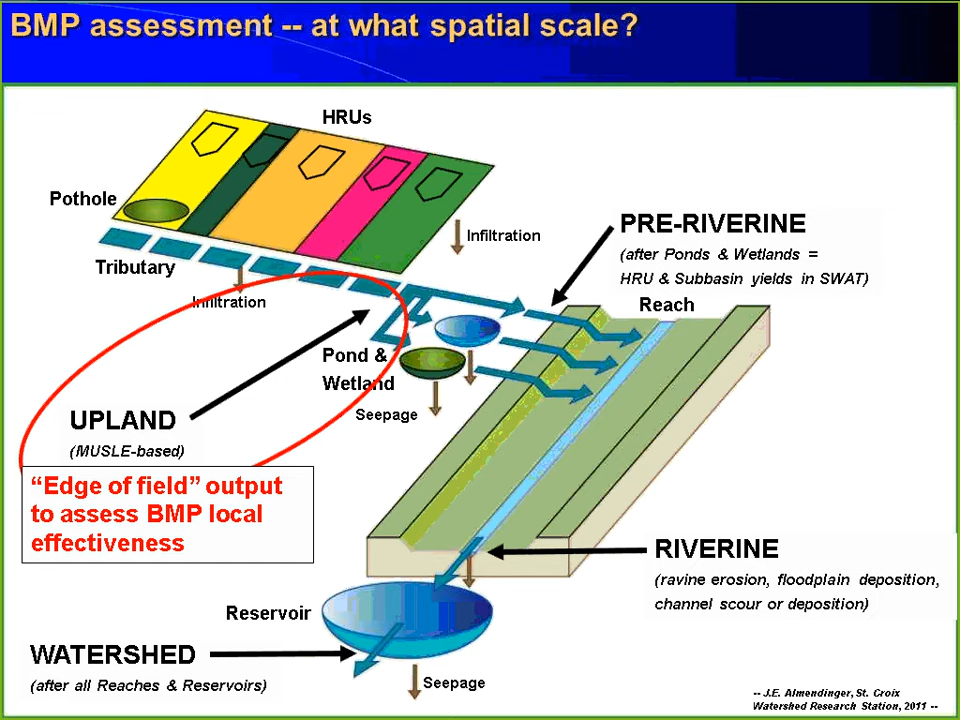 BMP assessment -- at what spatial scale?
HRUs
Pothole
PRE-RIVERINE
(after Ponds & Wetlands =
HRU & Subbasin yields in SWAT)
Infiltration
Tributary
Infiltration
Reach
Pond &
Wetland
Seepage
UPLAND
(MUSLE-based)
“Edge of field” output
to assess BMP local
effectiveness
RIVERINE
(ravine erosion, floodplain deposition,
channel scour or deposition)
Reservoir
WATERSHED
(after all Reaches & Reservoirs)
Seepage
-- J.E. Almendinger, St. Croix
Watershed Research Station, 2011 --